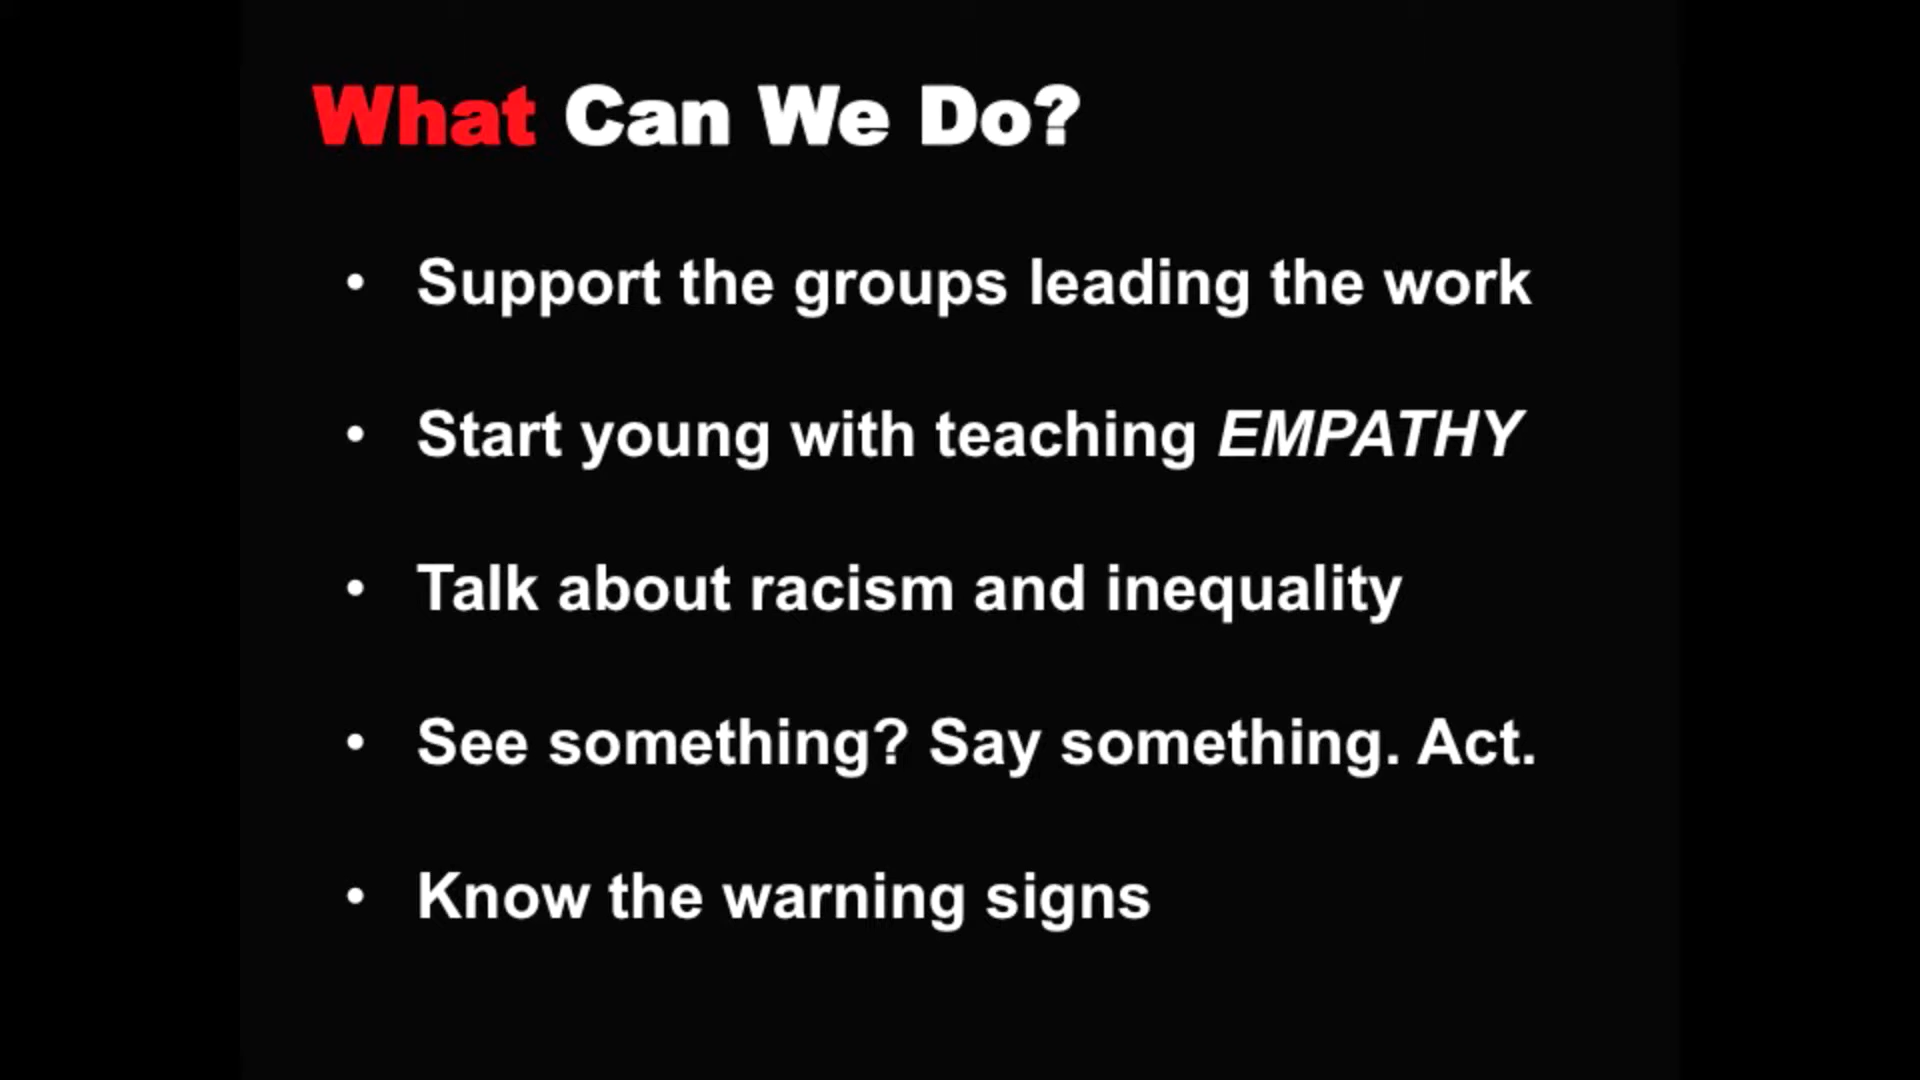 What Can We Do?
• Support the groups leading the work
• Start young with teaching EMPATHY
• Talk about racism and inequality
• See something? Say something. Act.
• Know the warning signs